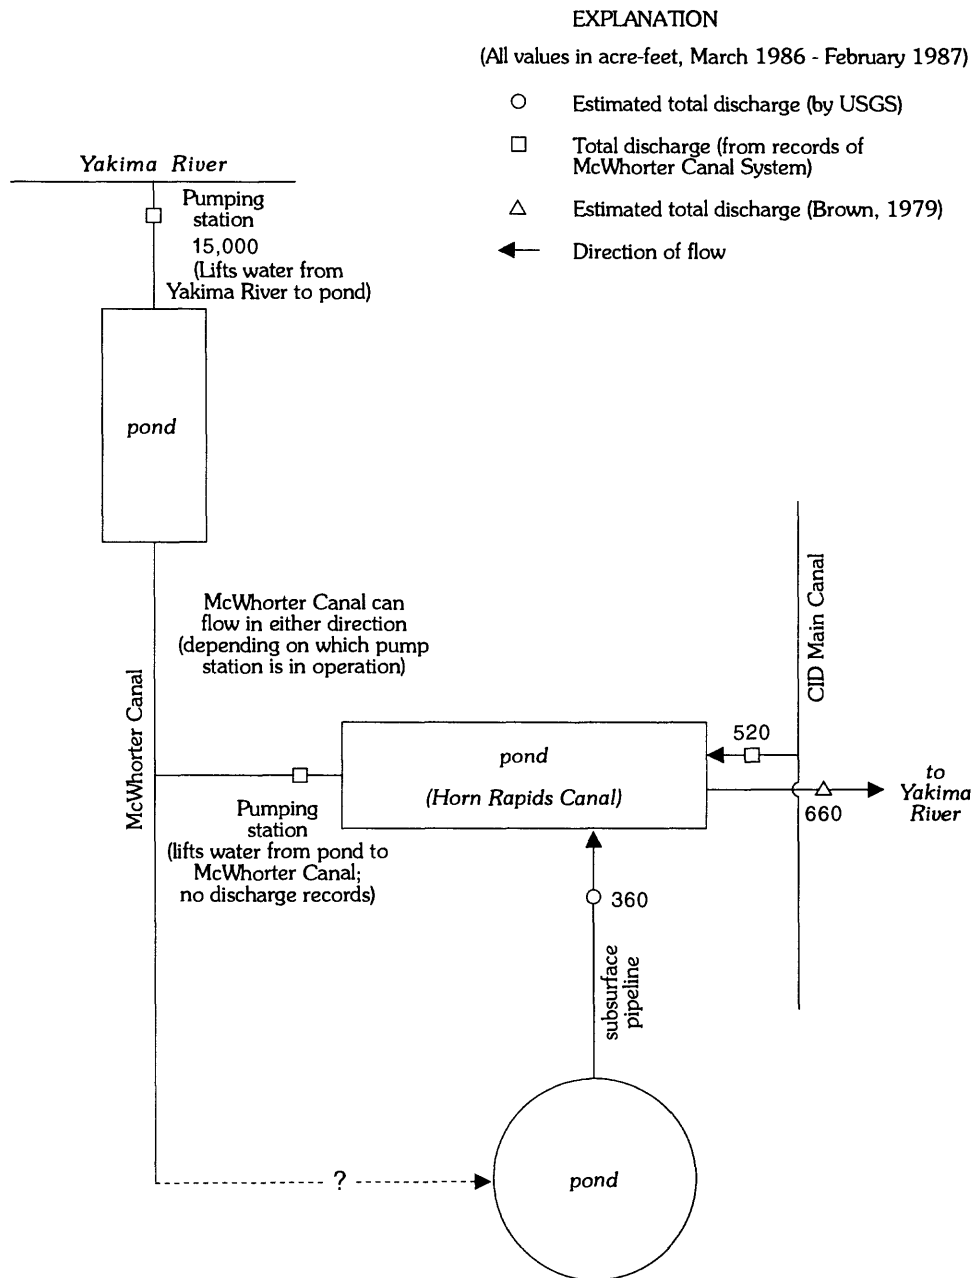 EXPLANATION
(All values in acre-feet, March 1986 - February 1987)
Estimated total discharge (by USGS)
Total discharge (from records of
McWhorter Canal System)
Estimated total discharge (Brown, 1979)
Direction of flow
Yakima River
Pumping
station
15,000
(Lifts water from
Yakima River to pond)
pond
McWhorter Canal can
flow in either direction
(depending on which pump
station is in operation)
McWhorter Canal
CID Main Canal
520
pond
(Horn Rapids Canal)
to
Yakima
River
660
Pumping
station
(lifts water from pond to
McWhorter Canal;
no discharge records)
360
subsurface
pipeline
?
pond